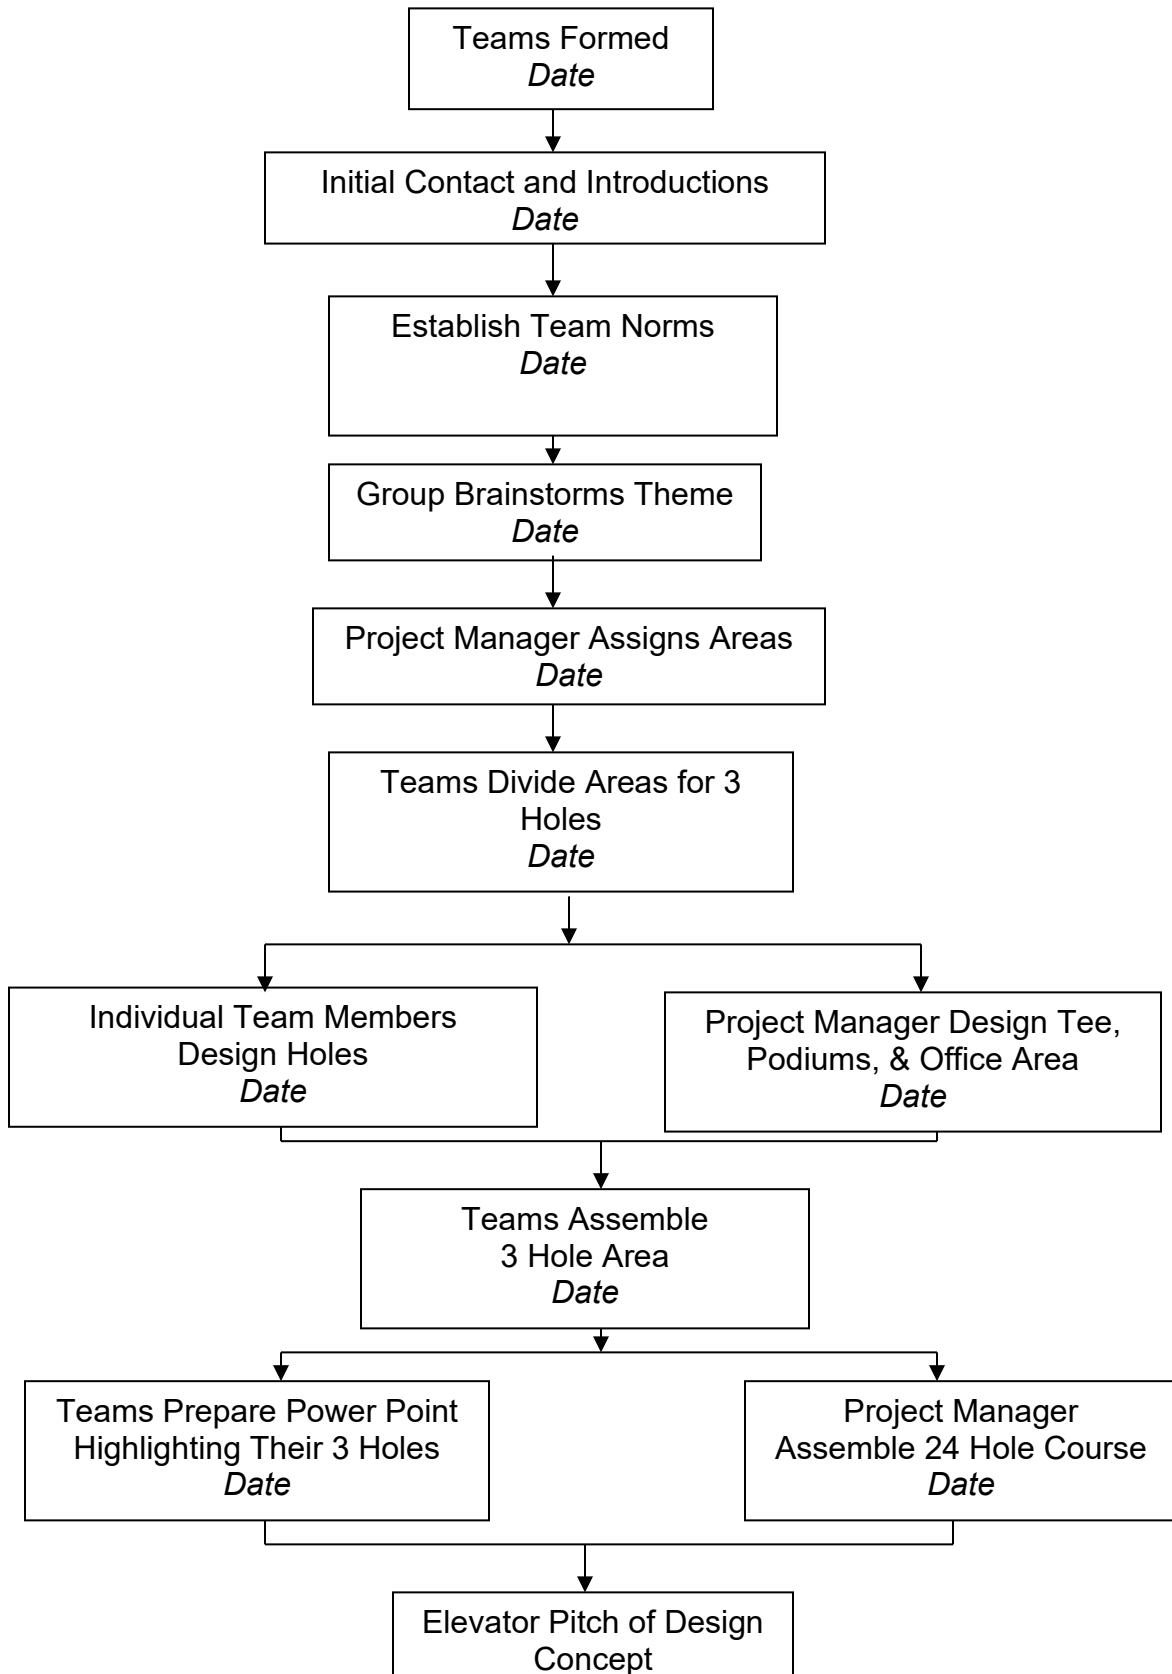 Teams Formed
Date
Initial Contact and Introductions
Date
Establish Team Norms
Date
Group Brainstorms Theme
Date
Project Manager Assigns Areas
Date
Teams Divide Areas for 3
Holes
Date
Individual Team Members
Design Holes
Date
Project Manager Design Tee,
Podiums, & Office Area
Date
Teams Assemble
3 Hole Area
Date
Teams Prepare Power Point
Highlighting Their 3 Holes
Date
Project Manager
Assemble 24 Hole Course
Date
Elevator Pitch of Design
Concept